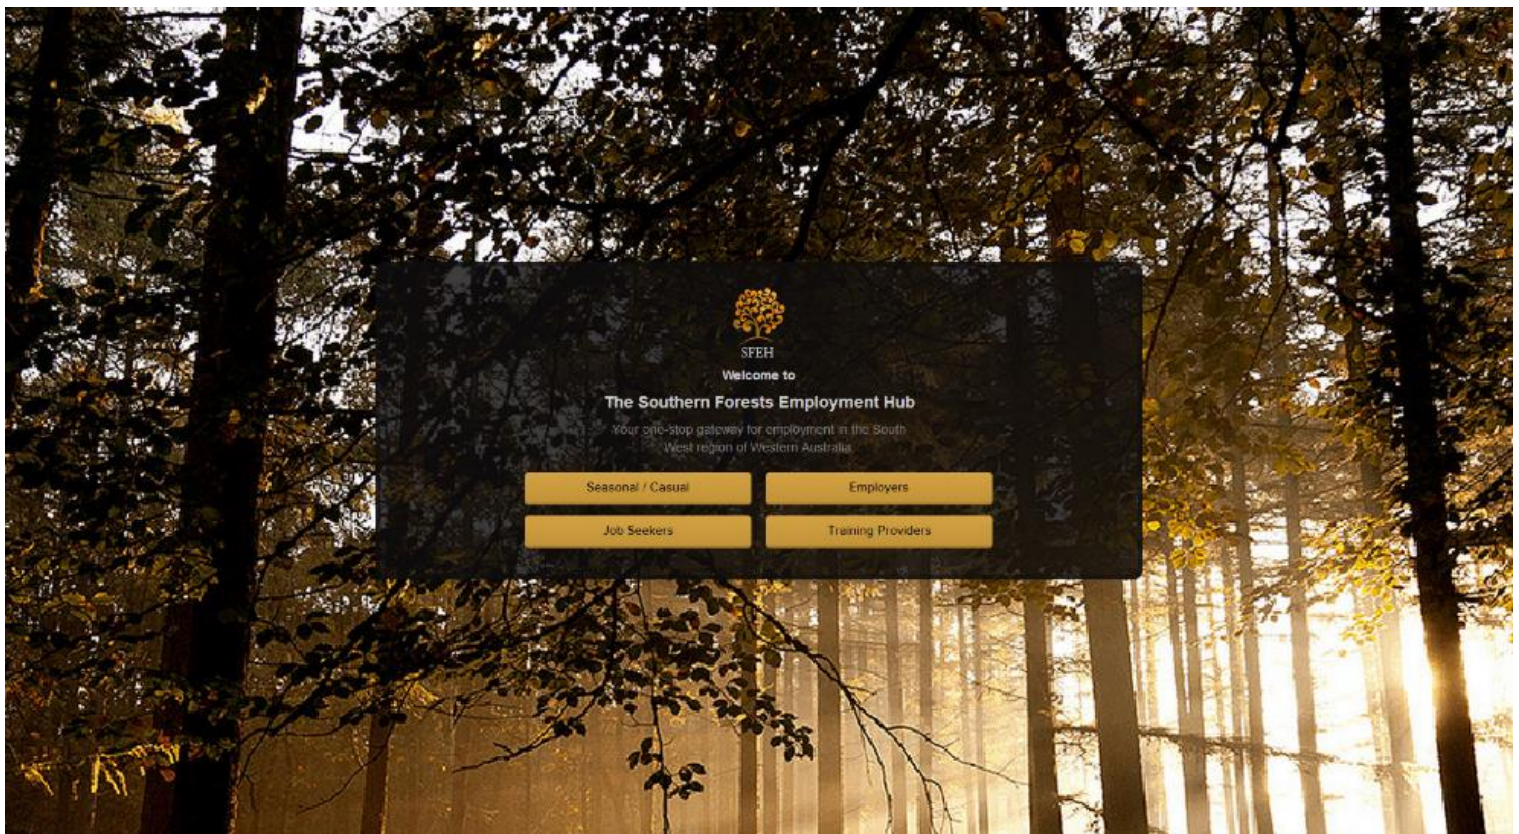 SFEH
Welcome to
The Southern Forests Employment Hub
Your one-stop gateway for employment in the South
West region of Western Australia
Seasonal / Casual
Employers
Job Seekers
Training Providers